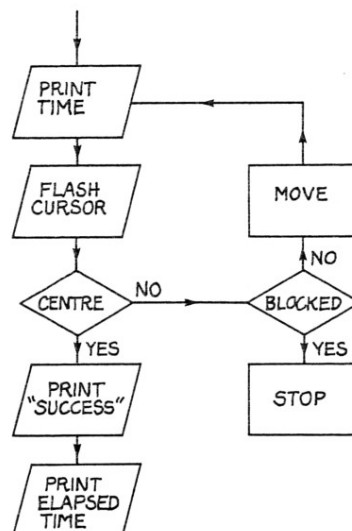 PRINT
TIME
FLASH
CURSOR
MOVE
CENTRE
NO
BLOCKED
NO
YES
YES
PRINT
"SUCCESS"
STOP
PRINT
ELAPSED
TIME